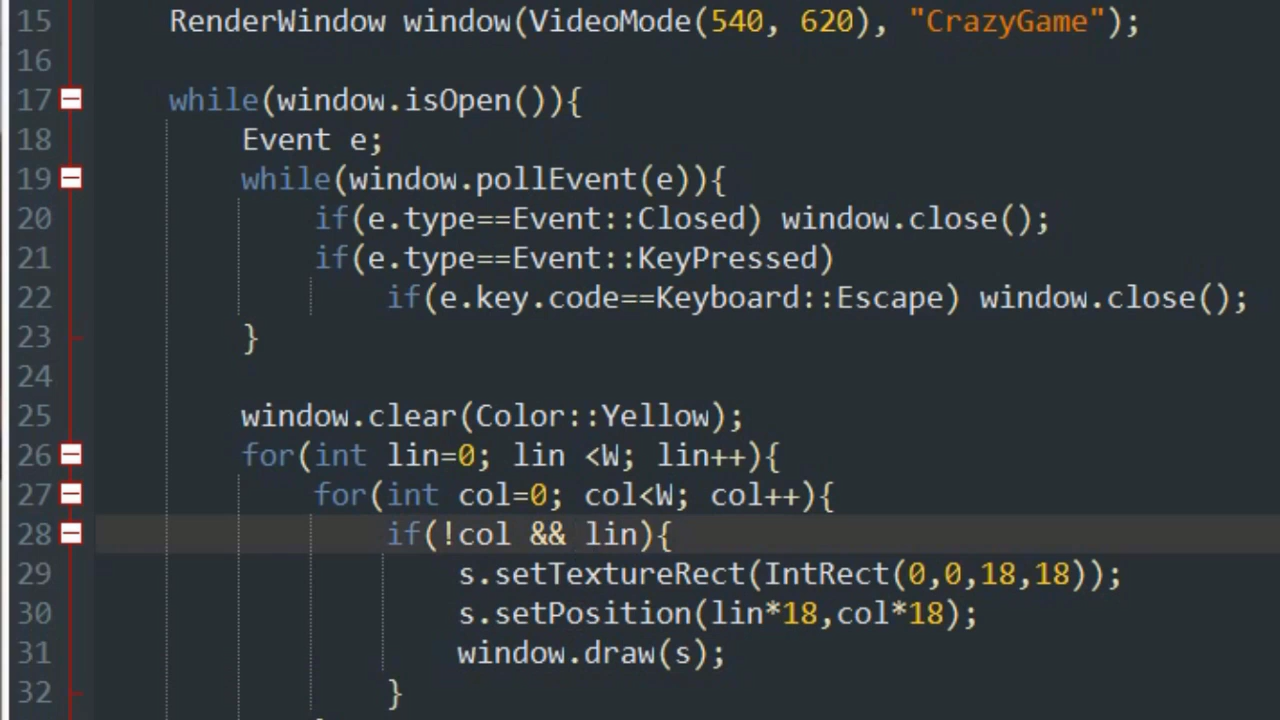 15 RenderWindow window(VideoMode(540, 620), "CrazyGame");
16
17 while(window.isOpen()){
18 Event e;
19 while(window.pollEvent(e)){
20 if(e.type==Event::Closed) window.close();
21 if(e.type==Event::KeyPressed)
22 if(e.key.code==Keyboard::Escape) window.close();
23 }
24
25 window.clear(Color::Yellow);
26 for(int lin=0; lin <W; lin++){
27 for(int col=0; col<W; col++){
28 if(!col && lin){
29 s.setTextureRect(IntRect(0,0,18,18));
30 s.setPosition(lin*18,col*18);
31 window.draw(s);
32 }